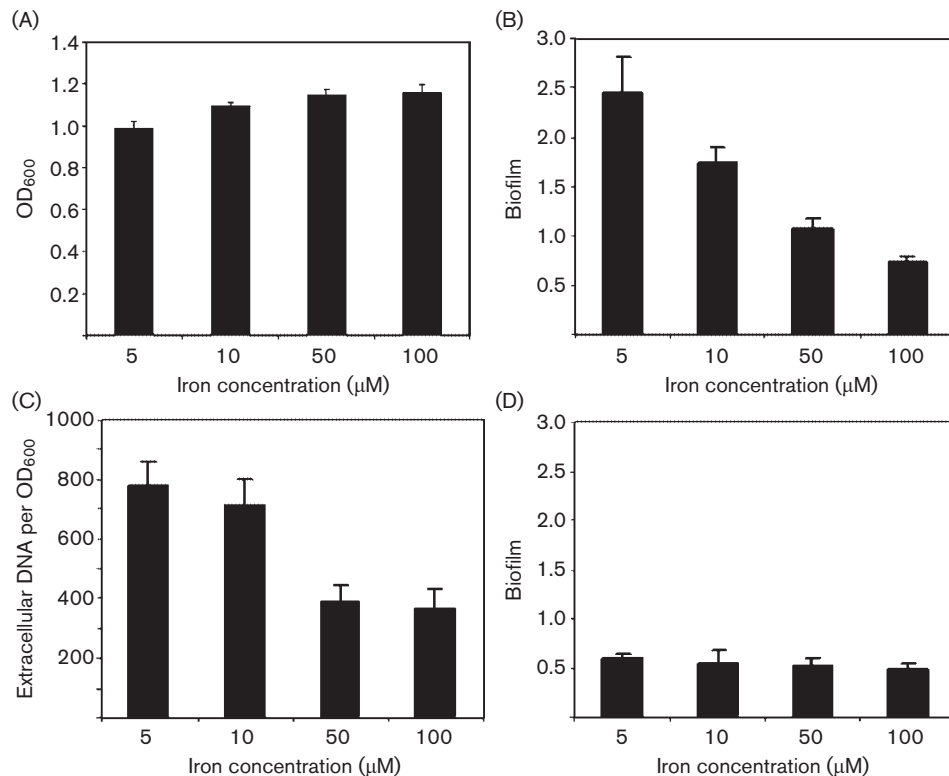 (A)
1.4
1.2
1.0
0.8
0.6
0.4
0.2
OD600
5 10 50 100
Iron concentration (μM)
(B)
3.0
2.5
2.0
1.5
1.0
0.5
Biofilm
5 10 50 100
Iron concentration (μM)
(C)
1000
800
600
400
200
Extracellular DNA per OD600
5 10 50 100
Iron concentration (μM)
(D)
3.0
2.5
2.0
1.5
1.0
0.5
Biofilm
5 10 50 100
Iron concentration (μM)